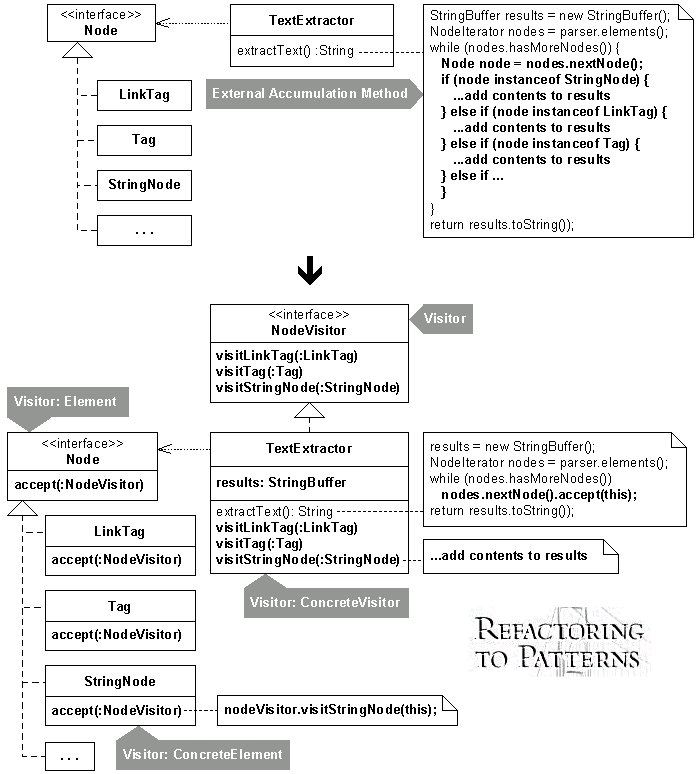 <<interface>>
Node
LinkTag
Tag
StringNode
...
TextExtractor
extractText() :String
External Accumulation Method
StringBuffer results = new StringBuffer();
NodeIterator nodes = parser.elements();
while (nodes.hasMoreNodes()) {
Node node = nodes.nextNode();
if (node instanceof StringNode) {
...add contents to results
} else if (node instanceof LinkTag) {
...add contents to results
} else if (node instanceof Tag) {
...add contents to results
} else if ...
}
}
return results.toString());
<<interface>>
NodeVisitor
visitLinkTag(:LinkTag)
visitTag(:Tag)
visitStringNode(:StringNode)
Visitor
Visitor: Element
<<interface>>
Node
accept(:NodeVisitor)
TextExtractor
results: StringBuffer
extractText(): String
visitLinkTag(:LinkTag)
visitTag(:Tag)
visitStringNode(:StringNode)
results = new StringBuffer();
NodeIterator nodes = parser.elements();
while (nodes.hasMoreNodes())
nodes.nextNode().accept(this);
return results.toString());
...add contents to results
Visitor: ConcreteVisitor
LinkTag
accept(:NodeVisitor)
Tag
accept(:NodeVisitor)
StringNode
accept(:NodeVisitor)
nodeVisitor.visitStringNode(this);
...
Visitor: ConcreteElement
REFACTORING
TO PATTERNS